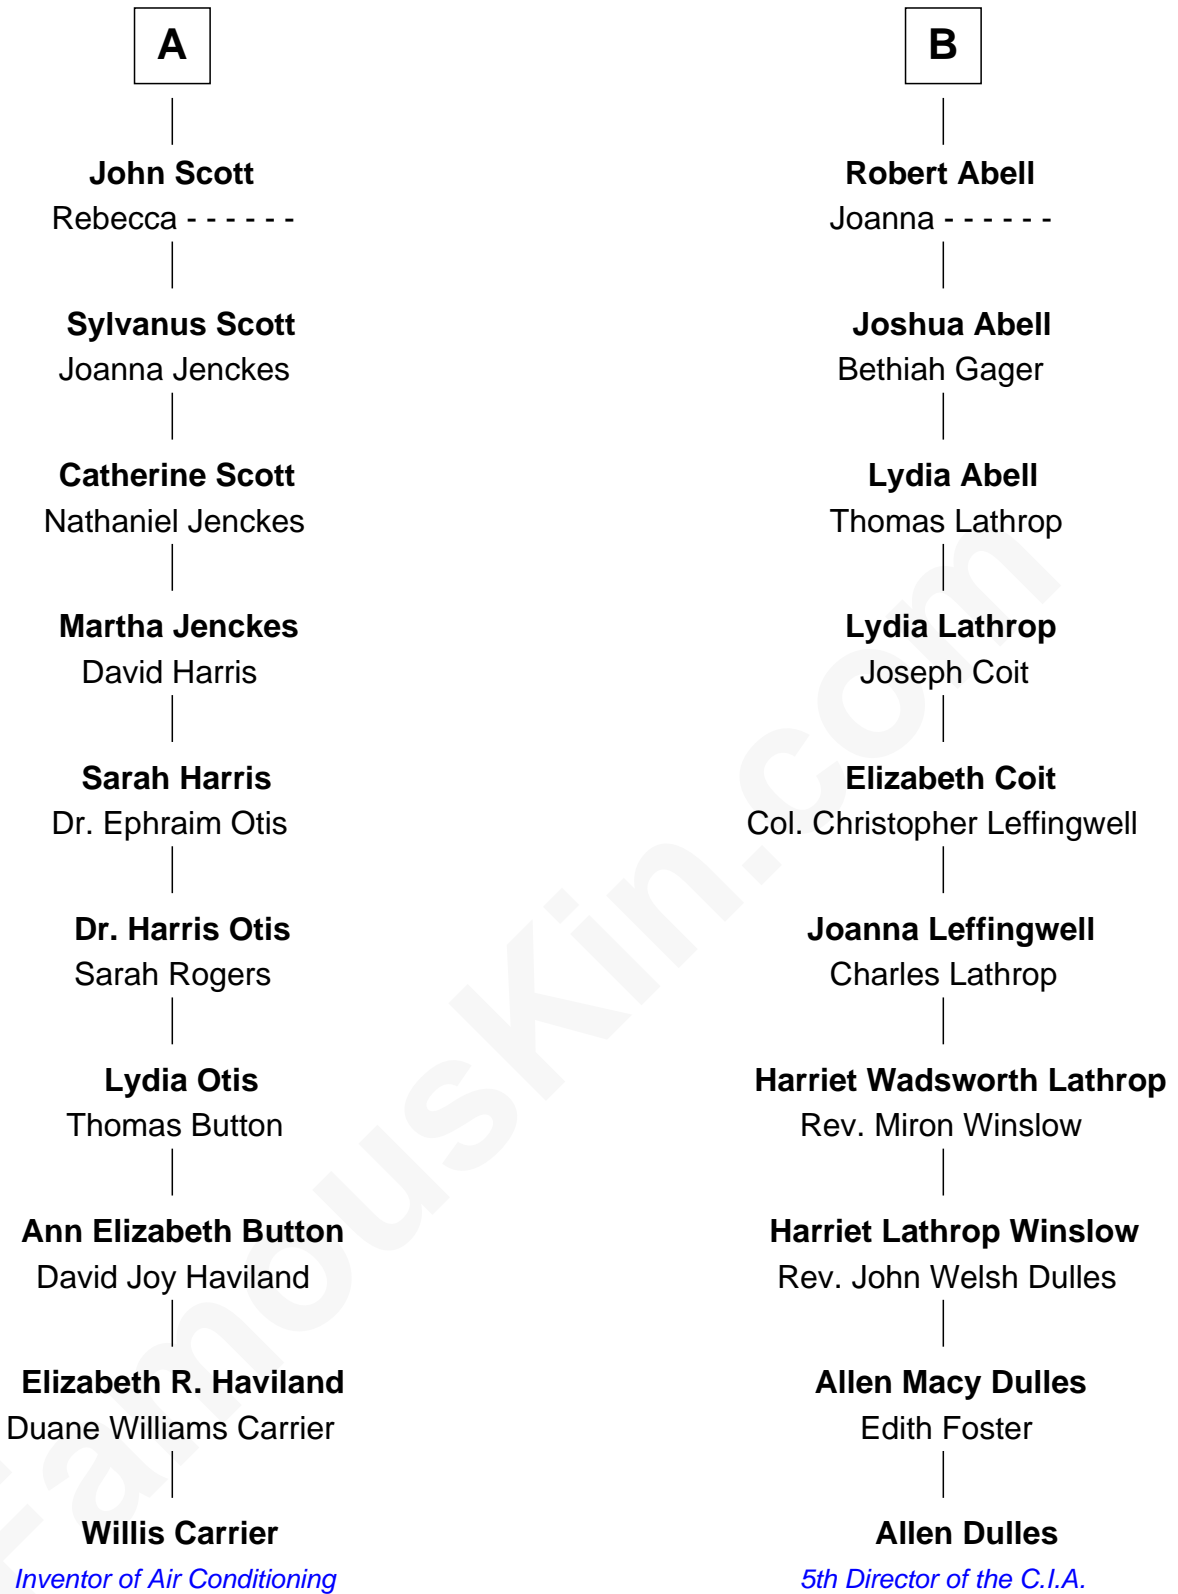 A
John Scott
Rebecca - - - - - -
Sylvanus Scott
Joanna Jenckes
Catherine Scott
Nathaniel Jenckes
Martha Jenckes
David Harris
Sarah Harris
Dr. Ephraim Otis
Dr. Harris Otis
Sarah Rogers
Lydia Otis
Thomas Button
Ann Elizabeth Button
David Joy Haviland
Elizabeth R. Haviland
Duane Williams Carrier
Willis Carrier
Inventor of Air Conditioning
B
Robert Abell
Joanna - - - - - -
Joshua Abell
Bethiah Gager
Lydia Abell
Thomas Lathrop
Lydia Lathrop
Joseph Coit
Elizabeth Coit
Col. Christopher Leffingwell
Joanna Leffingwell
Charles Lathrop
Harriet Wadsworth Lathrop
Rev. Miron Winslow
Harriet Lathrop Winslow
Rev. John Welsh Dulles
Allen Macy Dulles
Edith Foster
Allen Dulles
5th Director of the C.I.A.
FamousKin.com